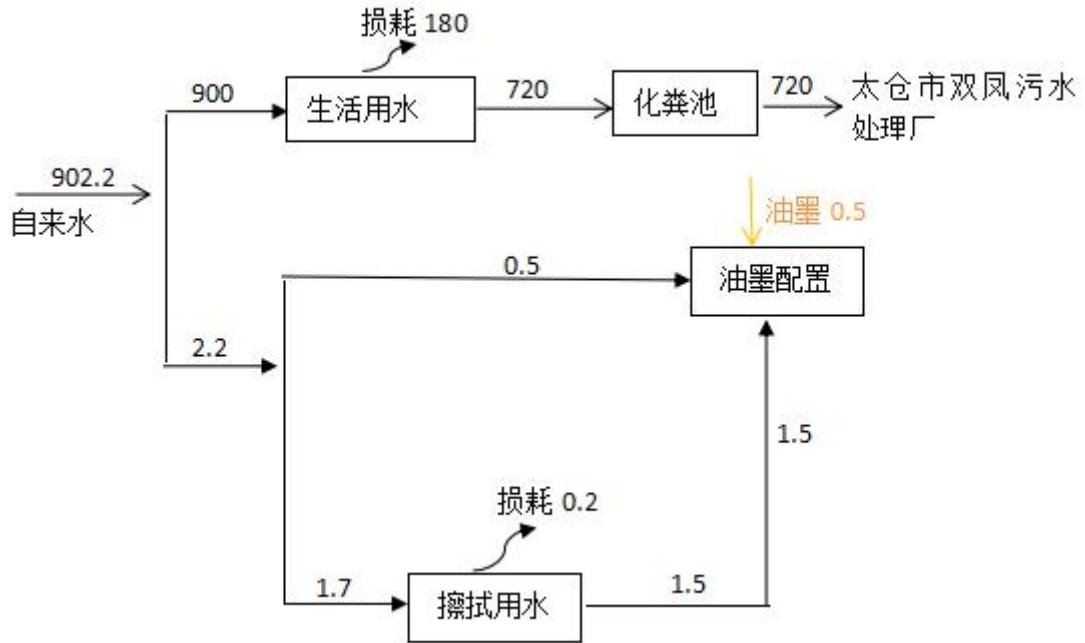 损耗 180
900
生活用水
720
化粪池
720
太仓市双凤污水
处理厂
902.2
自来水
油墨 0.5
0.5
油墨配置
2.2
1.5
损耗 0.2
1.7
擦拭用水
1.5